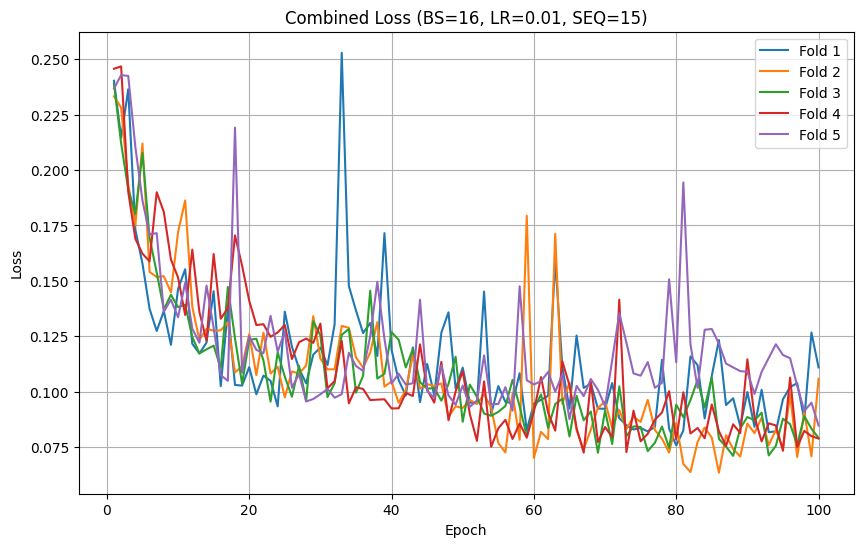 Combined Loss (BS=16, LR=0.01, SEQ=15)
Fold 1
Fold 2
Fold 3
Fold 4
Fold 5
Loss
0.250
0.225
0.200
0.175
0.150
0.125
0.100
0.075
0
20
40
60
80
100
Epoch